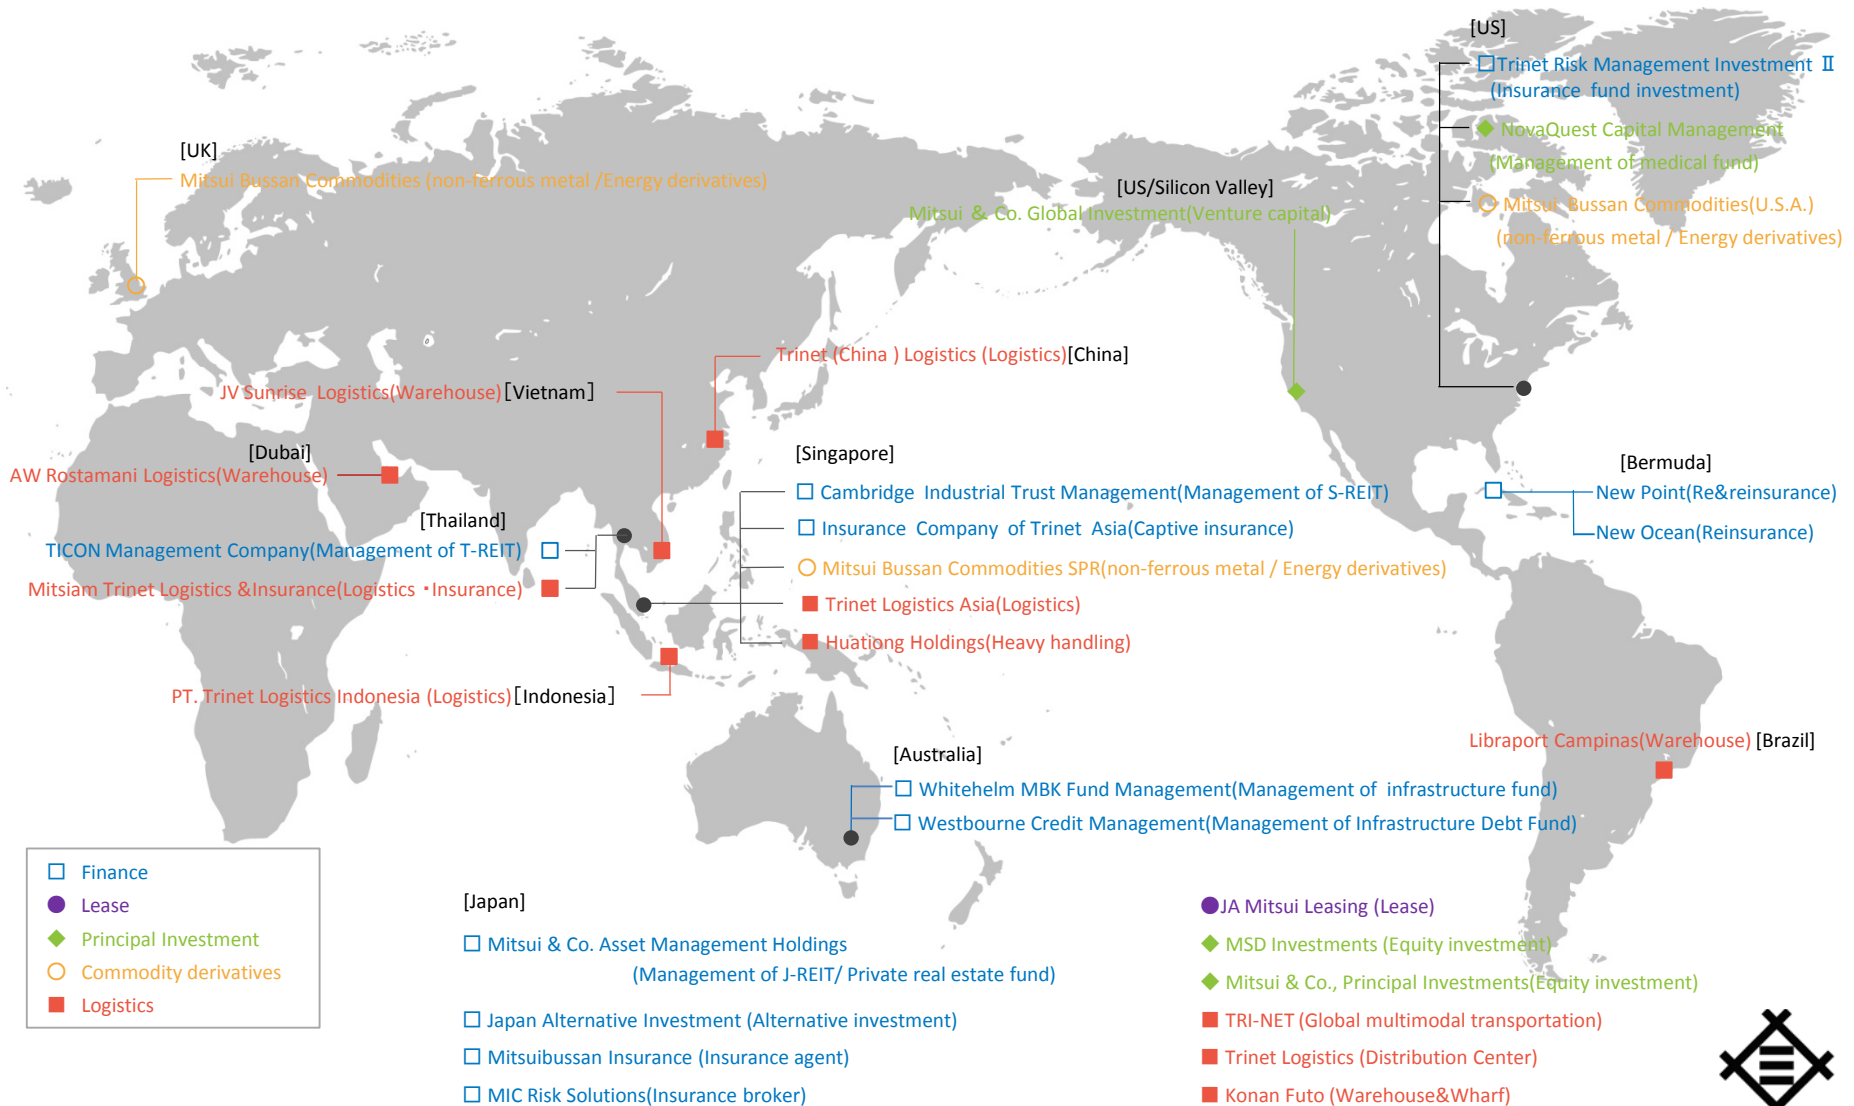 [US]
Trinet Risk Management Investment Ⅱ
(Insurance fund investment)
NovaQuest Capital Management
(Management of medical fund)
Mitsui Bussan Commodities(U.S.A.)
(non-ferrous metal / Energy derivatives)
[UK]
Mitsui Bussan Commodities (non-ferrous metal /Energy derivatives)
[US/Silicon Valley]
Mitsui & Co. Global Investment(Venture capital)
Trinet (China ) Logistics (Logistics)[China]
JV Sunrise Logistics(Warehouse)[Vietnam]
[Dubai]
AW Rostamani Logistics(Warehouse)
[Thailand]
TICON Management Company(Management of T-REIT)
Mitsiam Trinet Logistics &Insurance(Logistics・Insurance)
[Singapore]
Cambridge Industrial Trust Management(Management of S-REIT)
Insurance Company of Trinet Asia(Captive insurance)
Mitsui Bussan Commodities SPR(non-ferrous metal / Energy derivatives)
Trinet Logistics Asia(Logistics)
Huationg Holdings(Heavy handling)
[Bermuda]
New Point(Re&reinsurance)
New Ocean(Reinsurance)
PT. Trinet Logistics Indonesia (Logistics)[Indonesia]
[Australia]
Whitehelm MBK Fund Management(Management of infrastructure fund)
Westbourne Credit Management(Management of Infrastructure Debt Fund)
Libraport Campinas(Warehouse) [Brazil]
Finance
Lease
Principal Investment
Commodity derivatives
Logistics
[Japan]
Mitsui & Co. Asset Management Holdings
(Management of J-REIT/ Private real estate fund)
Japan Alternative Investment (Alternative investment)
Mitsuibussan Insurance (Insurance agent)
MIC Risk Solutions(Insurance broker)
JA Mitsui Leasing (Lease)
MSD Investments (Equity investment)
Mitsui & Co., Principal Investments(Equity investment)
TRI-NET (Global multimodal transportation)
Trinet Logistics (Distribution Center)
Konan Futo (Warehouse&Wharf)